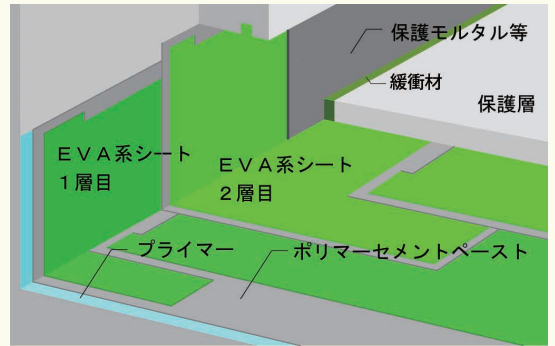 保護モルタル等
緩衝材
保護層
ＥＶＡ系シート
１層目
ＥＶＡ系シート
２層目
プライマー
ポリマーセメントペースト